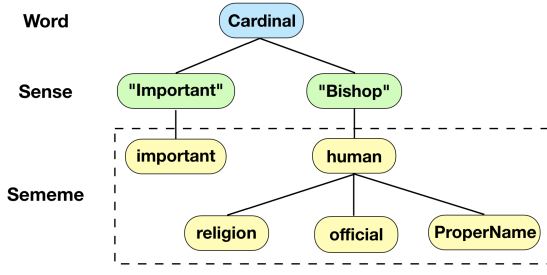 Word
Cardinal
Sense
"Important"
"Bishop"
important
human
Sememe
religion
official
ProperName